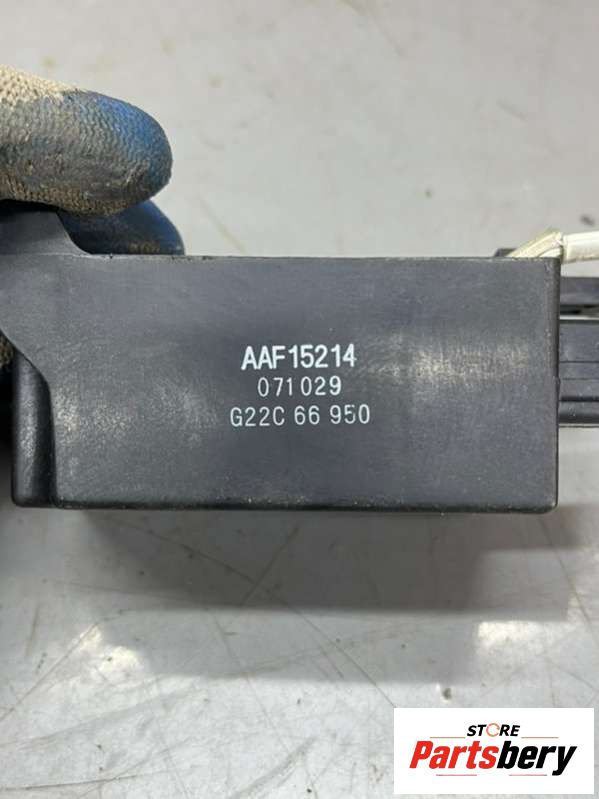 AAF15214
071029
G22C 66 950
STORE
Partsbery